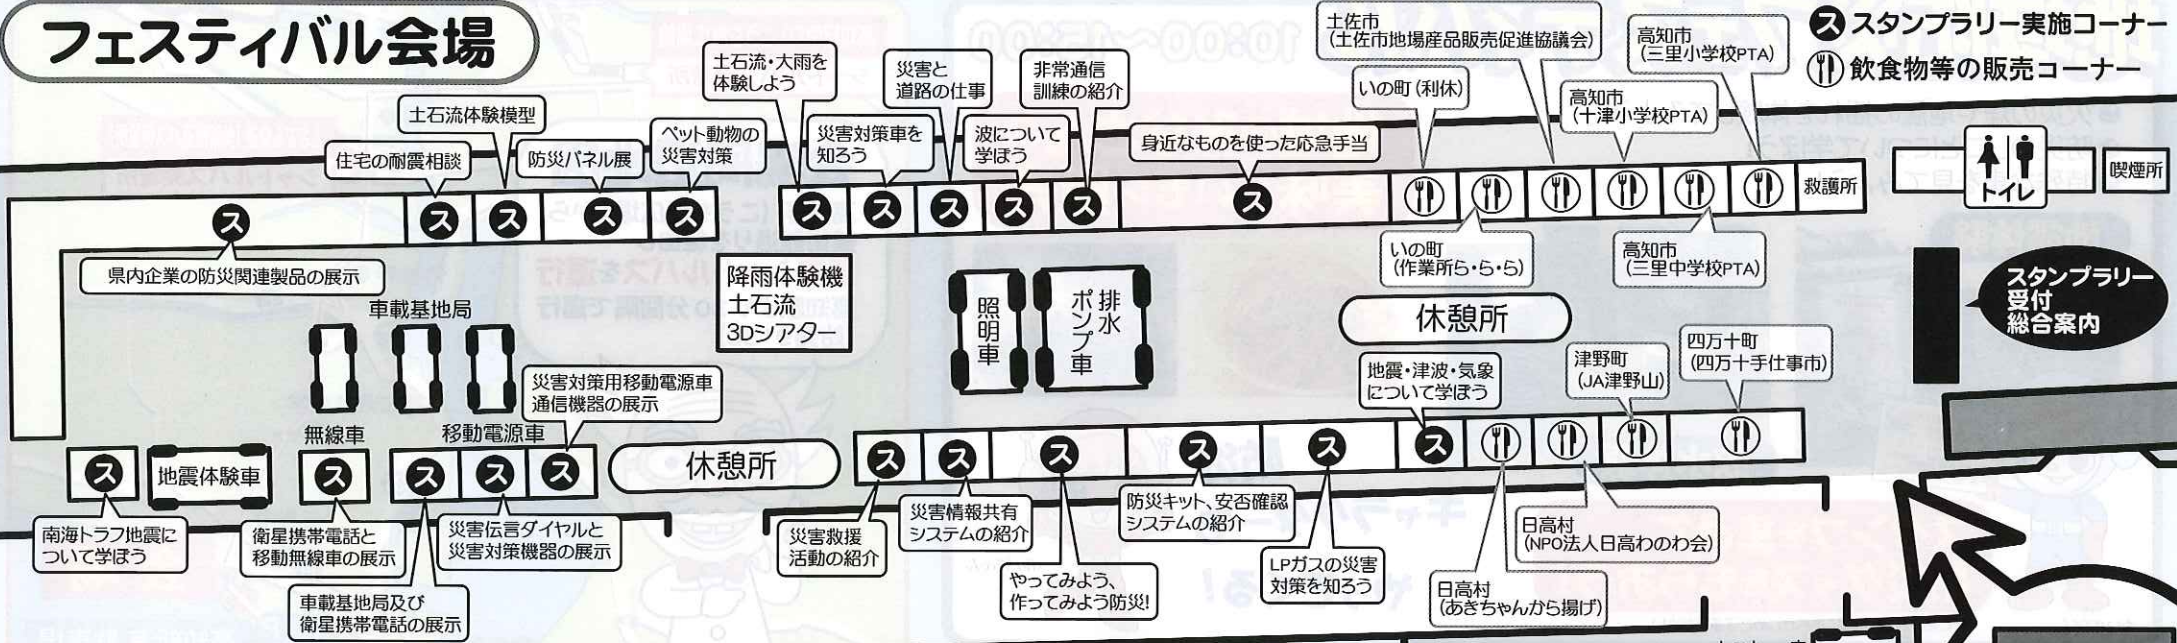 フェスティバル会場
ス スタンプラリー実施コーナー
飲食物等の販売コーナー
土佐市
(土佐市地場産品販売促進協議会)
高知市
(三里小学校PTA)
土石流・大雨を
体験しよう
災害と
道路の仕事
非常通信
訓練の紹介
いの町(利休)
高知市
(十津小学校PTA)
土石流体験模型
住宅の耐震相談
防災パネル展
ペット動物の
災害対策
災害対策車を
知ろう
波について
学ぼう
身近なものを使った応急手当
トイレ
喫煙所
救護所
ス
ス
ス
ス
ス
ス
ス
ス
ス
ス
ス
県内企業の防災関連製品の展示
いの町
(作業所ら・ら・ら)
高知市
(三里中学校PTA)
降雨体験機
土石流
3Dシアター
照明車
排水
ポンプ車
休憩所
スタンプラリー
受付
総合案内
車載基地局
無線車
移動電源車
災害対策用移動電源車
通信機器の展示
地震・津波・気象
について学ぼう
津野町
(JA津野山)
四万十町
(四万十手仕事市)
ス
地震体験車
ス
ス
ス
ス
休憩所
ス
ス
ス
ス
ス
ス
南海トラフ地震に
ついて学ぼう
衛星携帯電話と
移動無線車の展示
災害伝言ダイヤルと
災害対策機器の展示
車載基地局及び
衛星携帯電話の展示
災害救援
活動の紹介
災害情報共有
システムの紹介
やってみよう、
作ってみよう防災!
防災キット、安否確認
システムの紹介
LPガスの災害
対策を知ろう
日高村
(あきちゃんから揚げ)
日高村
(NPO法人日高わのわ会)